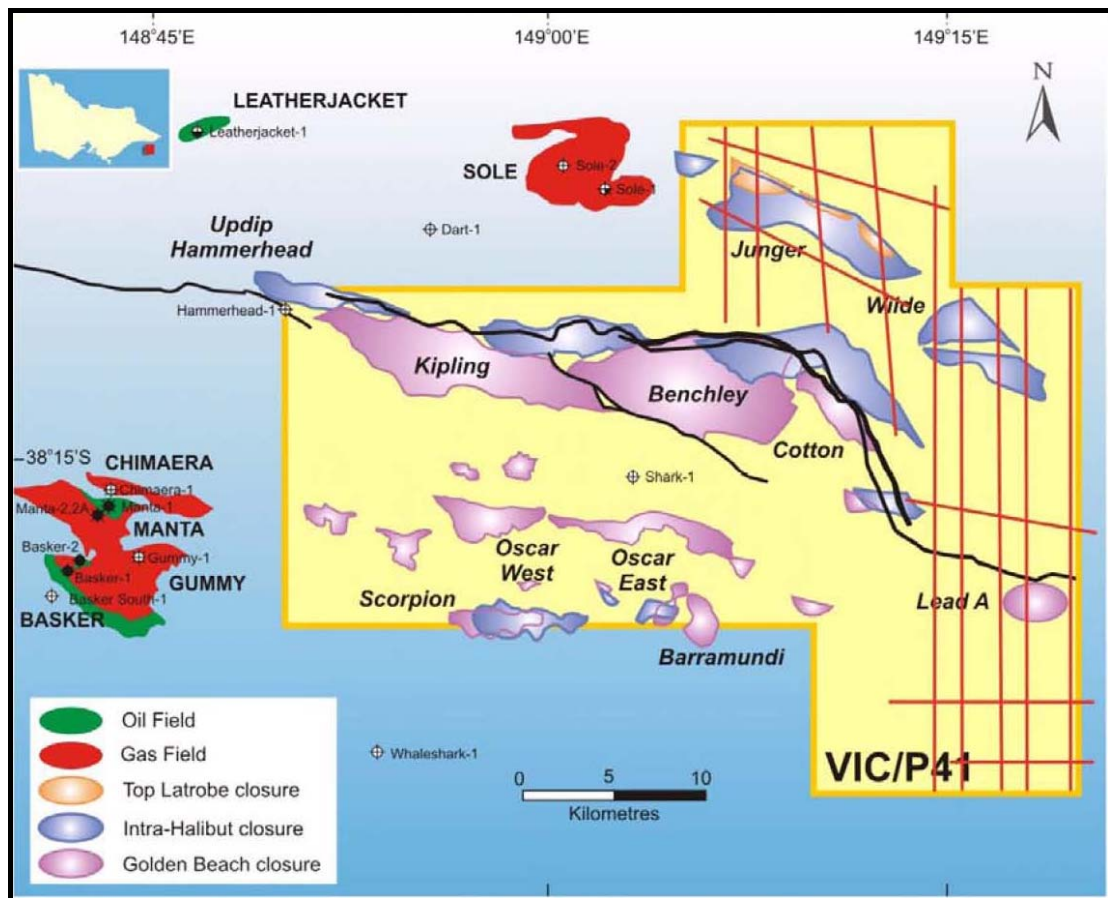 148°45'E
149°00'E
149°15'E
N
LEATHERJACKET
Leatherjacket-1
SOLE
Sole-2
Sole-1
Updip
Hammerhead
Dart-1
Junger
Hammerhead-1
Wilde
Kipling
Benchley
Cotton
38°15'S
CHIMAERA
Chimaera-1
Shark-1
Manta-2,2A
Manta-1
MANTA
Basker-2
Gummy-1
Basker-1
GUMMY
Basker South-1
BASKER
Oscar
West
Oscar
East
Scorpion
Lead A
Barramundi
Oil Field
Gas Field
Top Latrobe closure
Intra-Halibut closure
Golden Beach closure
Whaleshark-1
0 5 10
Kilometres
VIC/P41